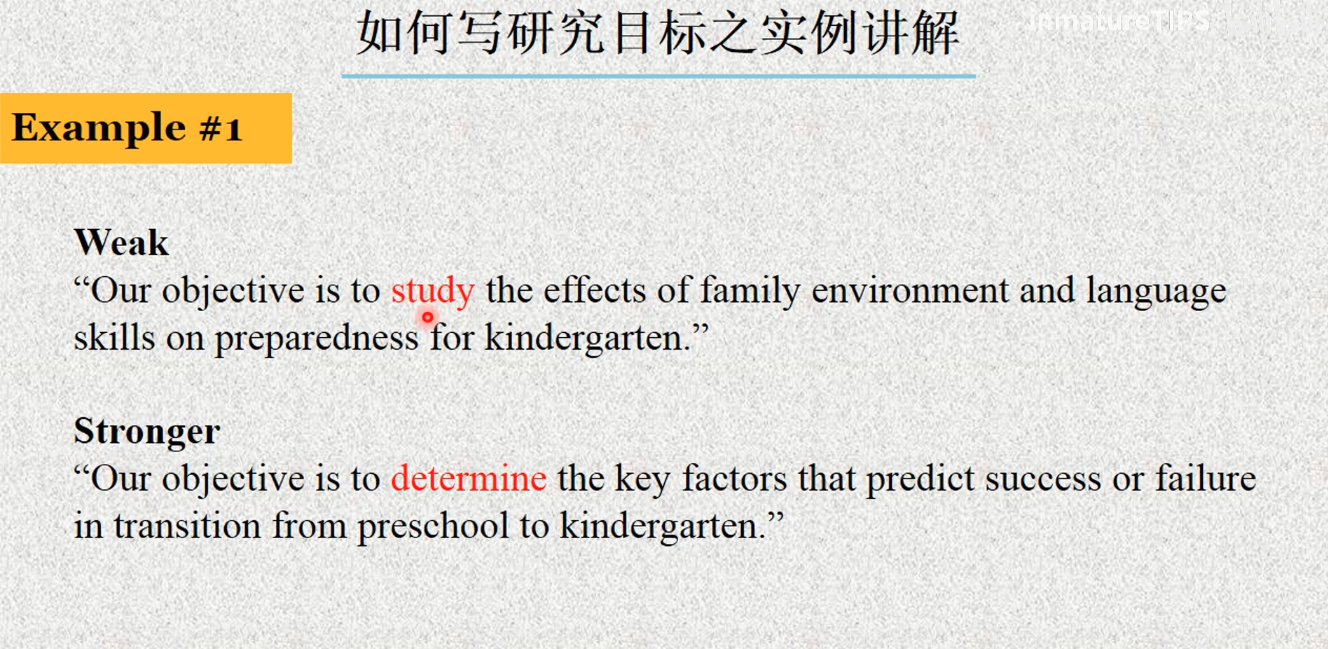 如何写研究目标之实例讲解
Example #1
Weak
“Our objective is to study the effects of family environment and language
skills on preparedness for kindergarten.”
Stronger
“Our objective is to determine the key factors that predict success or failure
in transition from preschool to kindergarten.”